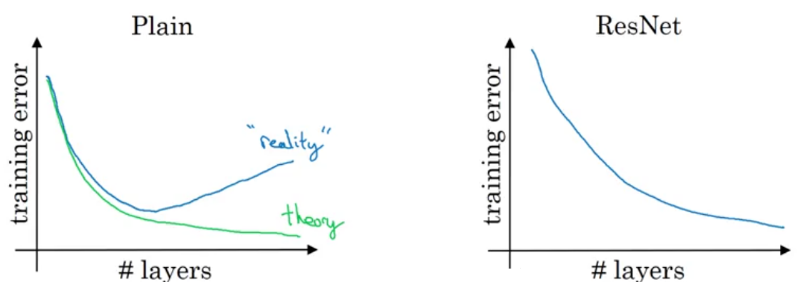 Plain
training error
"reality"
theory
# layers
ResNet
training error
# layers